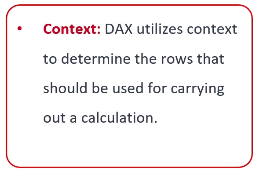 • Context: DAX utilizes context
to determine the rows that
should be used for carrying
out a calculation.